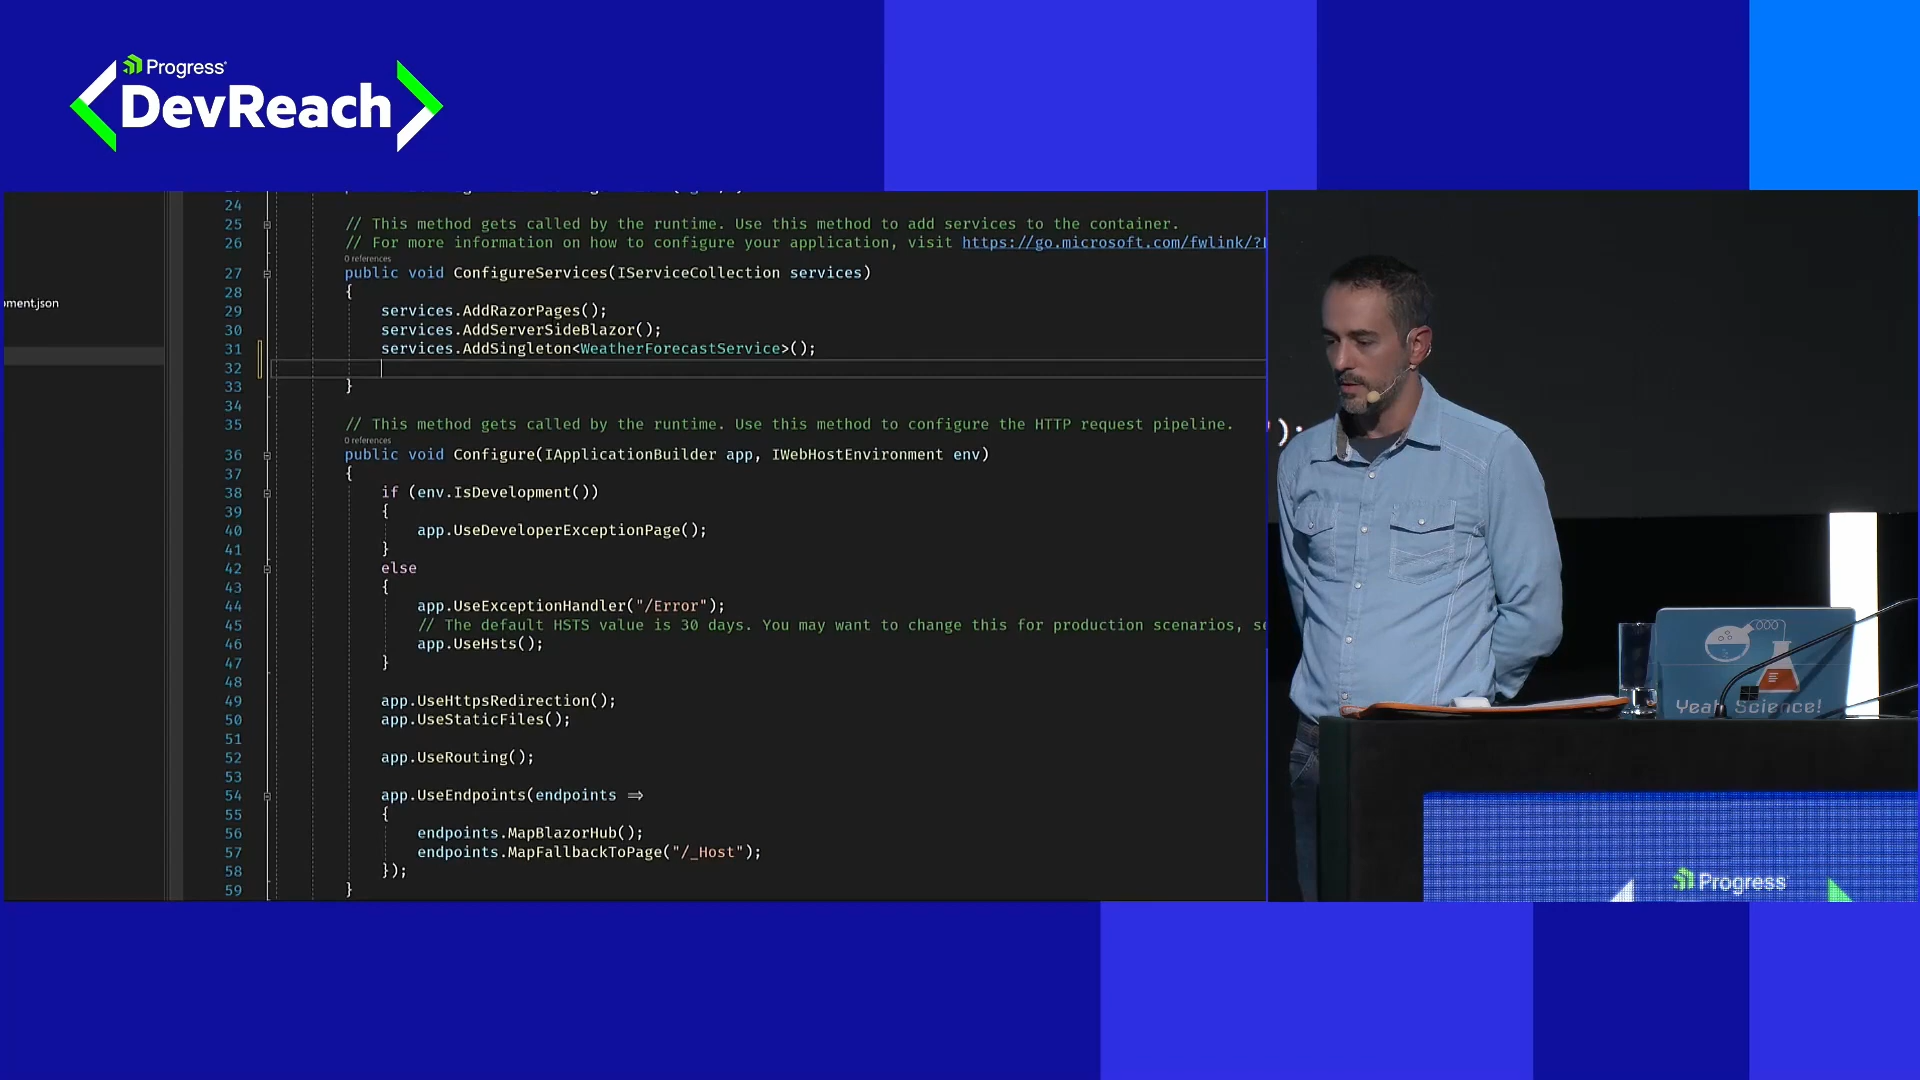 Progress
DevReach
24
25 // This method gets called by the runtime. Use this method to add services to the container.
26 // For more information on how to configure your application, visit https://go.microsoft.com/fwlink/?
0 references
27 public void ConfigureServices(IServiceCollection services)
28 {
29 services.AddRazorPages();
30 services.AddServerSideBlazor();
31 services.AddSingleton<WeatherForecastService>();
32
33 }
34
35 // This method gets called by the runtime. Use this method to configure the HTTP request pipeline.
0 references
36 public void Configure(IApplicationBuilder app, IWebHostEnvironment env)
37 {
38 if (env.IsDevelopment())
39 {
40 app.UseDeveloperExceptionPage();
41 }
42 else
43 {
44 app.UseExceptionHandler("/Error");
45 // The default HSTS value is 30 days. You may want to change this for production scenarios, se
46 app.UseHsts();
47 }
48
49 app.UseHttpsRedirection();
50 app.UseStaticFiles();
51
52 app.UseRouting();
53
54 app.UseEndpoints(endpoints =>
55 {
56 endpoints.MapBlazorHub();
57 endpoints.MapFallbackToPage("/_Host");
58 });
59 }
pment.json
");
Yeah Science!
Progress